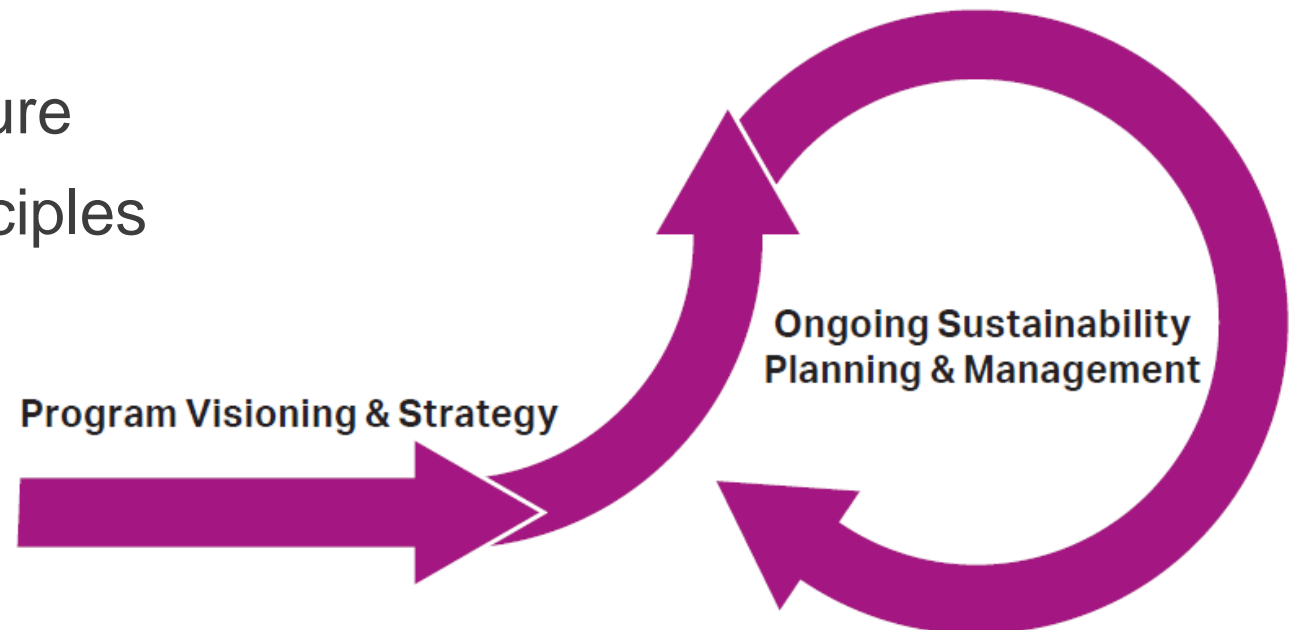 ure
ciples
Ongoing Sustainability
Planning & Management
Program Visioning & Strategy